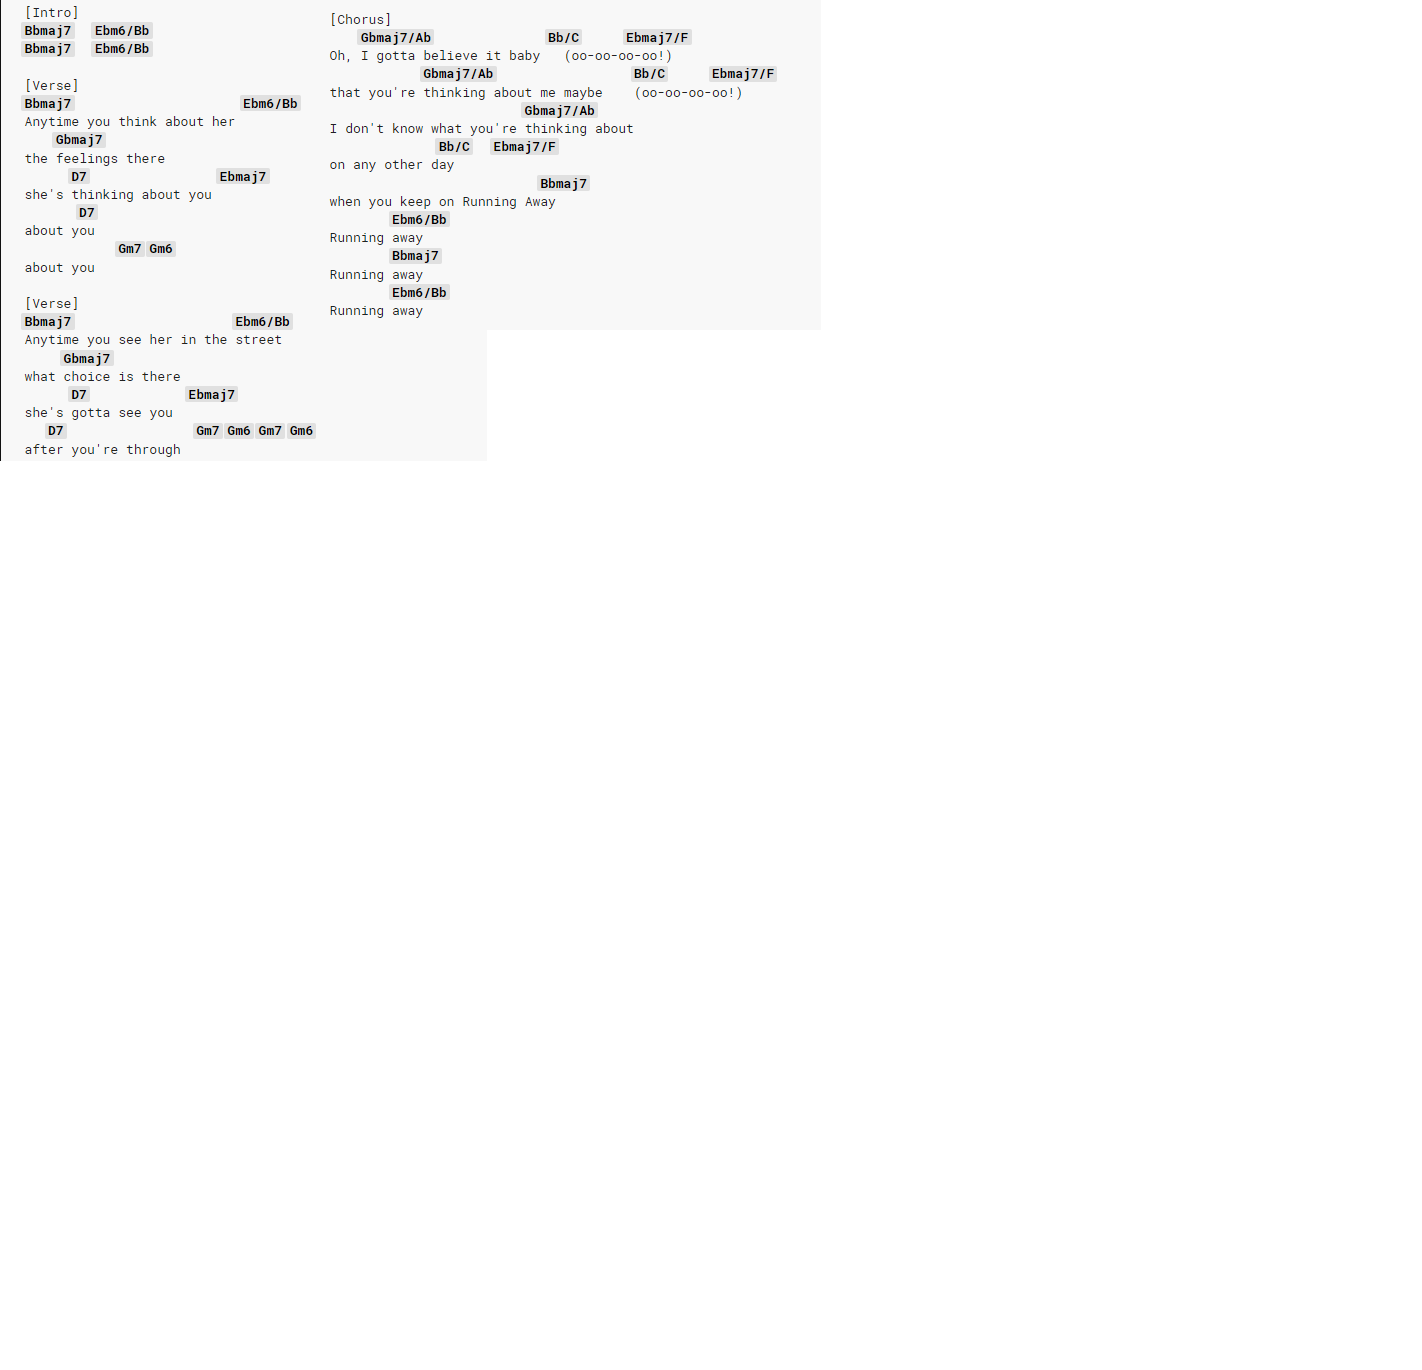 [Intro]
Bbmaj7 Ebm6/Bb
Bbmaj7 Ebm6/Bb
[Verse]
Bbmaj7 Ebm6/Bb
Anytime you think about her
Gbmaj7
the feelings there
D7 Ebmaj7
she's thinking about you
D7
about you
Gm7 Gm6
about you
[Verse]
Bbmaj7 Ebm6/Bb
Anytime you see her in the street
Gbmaj7
what choice is there
D7 Ebmaj7
she's gotta see you
D7 Gm7 Gm6 Gm7 Gm6
after you're through
[Chorus]
Gbmaj7/Ab Bb/C Ebmaj7/F
Oh, I gotta believe it baby (oo-oo-oo-oo!)
Gbmaj7/Ab Bb/C Ebmaj7/F
that you're thinking about me maybe (oo-oo-oo-oo!)
Gbmaj7/Ab
I don't know what you're thinking about
Bb/C Ebmaj7/F
on any other day
Bbmaj7
when you keep on Running Away
Ebm6/Bb
Running away
Bbmaj7
Running away
Ebm6/Bb
Running away